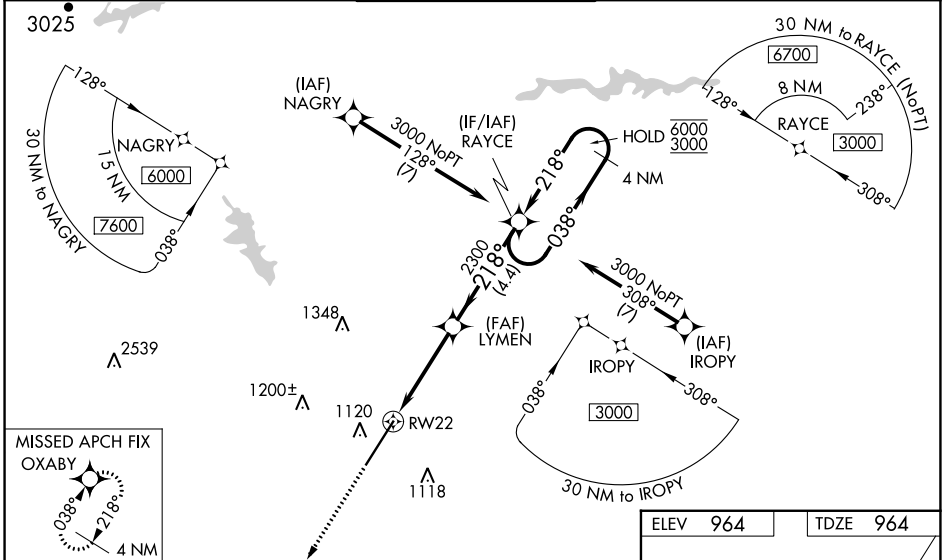 3025
128°
NAGRY
6000
15 NM
7600
30 NM to NAGRY
038°
(IAF)
NAGRY
3000 NoPT
128°
(7)
(IF/IAF)
RAYCE
218°
038°
HOLD 6000
3000
4 NM
30 NM to RAYCE (NoPT)
6700
8 NM
128°
238°
RAYCE
3000
308°
2300
218°
(4.4)
3000 NoPT
308°
(7)
(IAF)
IROPY
(FAF)
LYMEN
1348
2539
1200±
1120
RW22
1118
IROPY
038°
308°
3000
30 NM to IROPY
MISSED APCH FIX
OXABY
038°
218°
4 NM
ELEV 964
TDZE 964